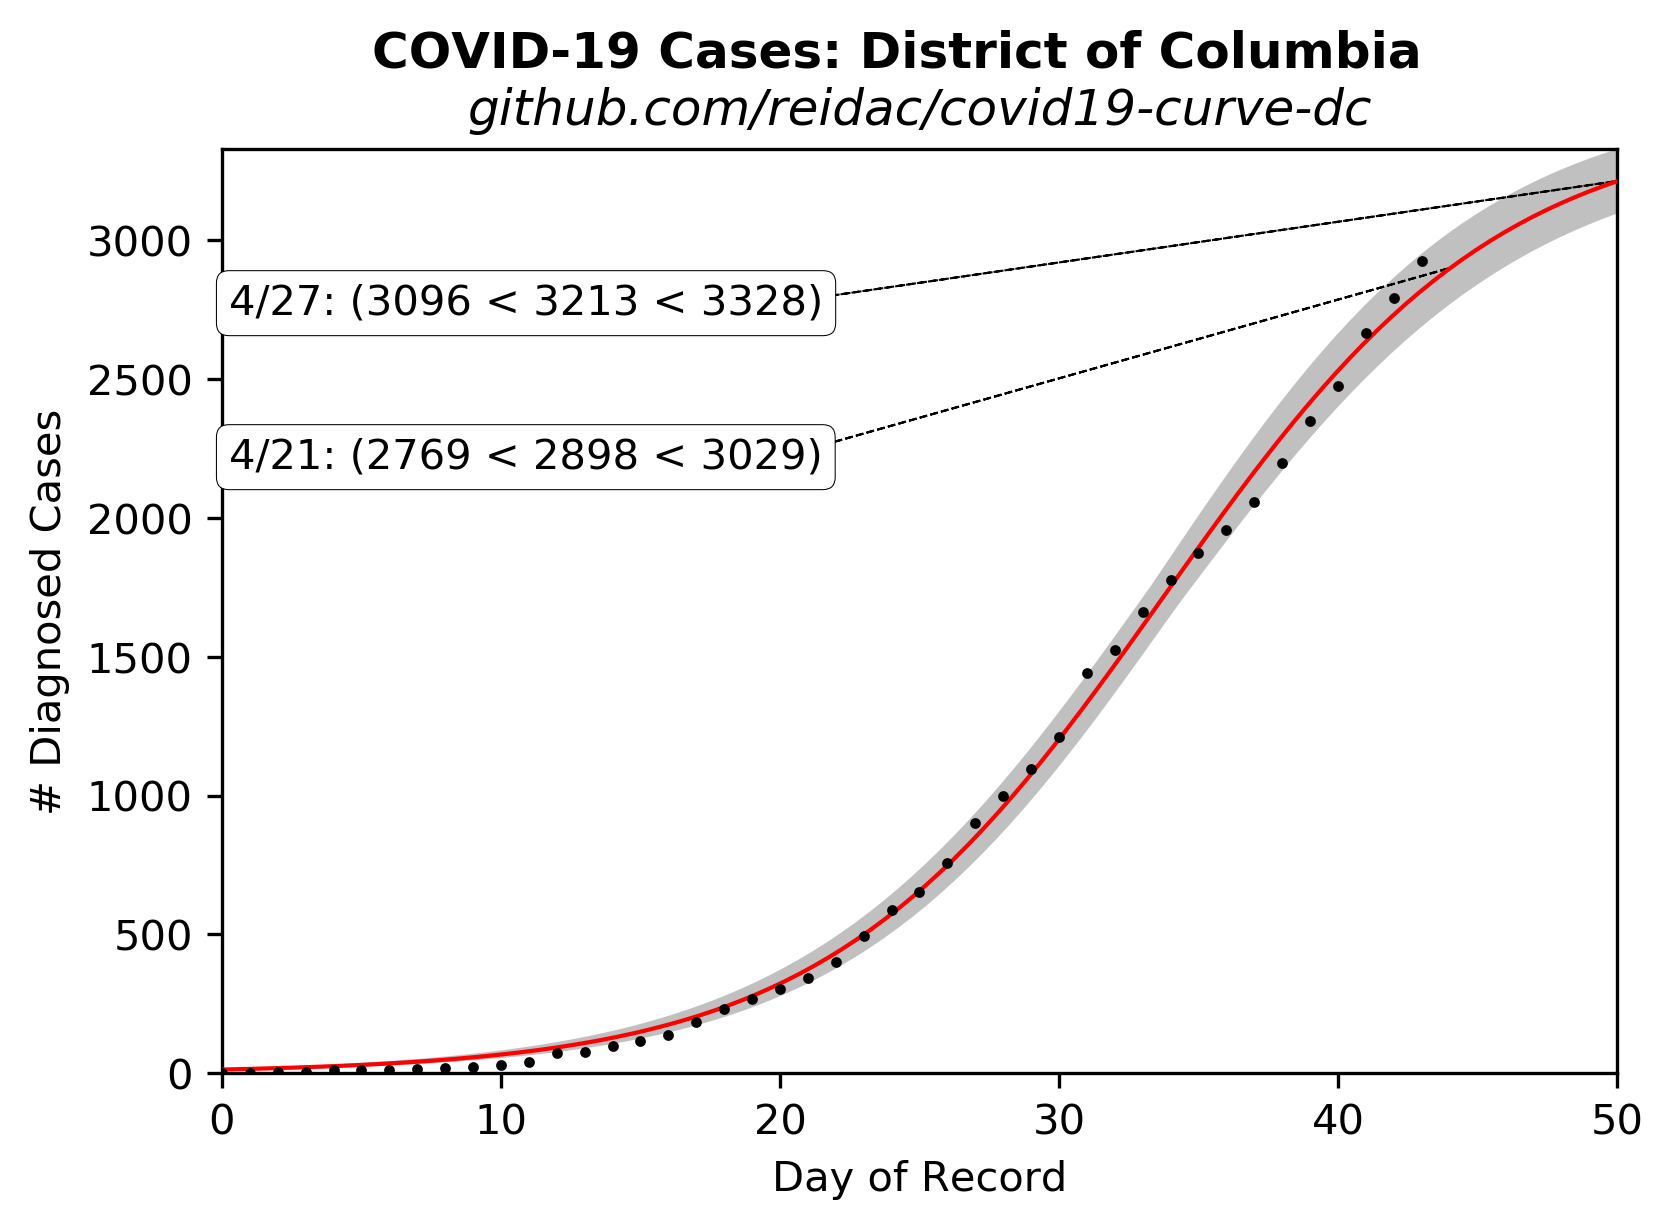 COVID-19 Cases: District of Columbia
github.com/reidac/covid19-curve-dc
# Diagnosed Cases
3000
2500
2000
1500
1000
500
0
4/27: (3096 < 3213 < 3328)
4/21: (2769 < 2898 < 3029)
0 10 20 30 40 50
Day of Record